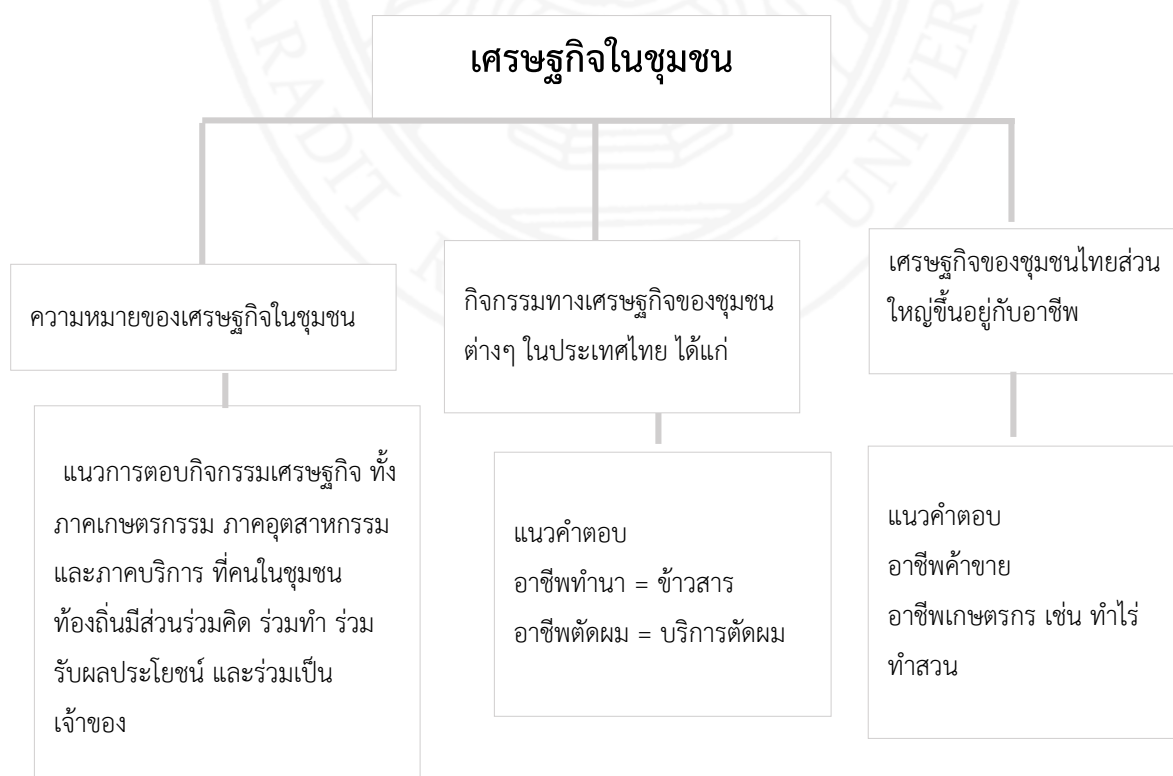 เศรษฐกิจในชุมชน
ความหมายของเศรษฐกิจในชุมชน
แนวการตอบกิจกรรมเศรษฐกิจ ทั้ง
ภาคเกษตรกรรม ภาคอุตสาหกรรม
และภาคบริการ ที่คนในชุมชน
ท้องถิ่นมีส่วนร่วมคิด ร่วมทำ ร่วม
รับผลประโยชน์ และร่วมเป็น
เจ้าของ
กิจกรรมทางเศรษฐกิจของชุมชน
ต่างๆ ในประเทศไทย ได้แก่
แนวคำตอบ
อาชีพทำนา = ข้าวสาร
อาชีพตัดผม = บริการตัดผม
เศรษฐกิจของชุมชนไทยส่วน
ใหญ่ขึ้นอยู่กับอาชีพ
แนวคำตอบ
อาชีพค้าขาย
อาชีพเกษตรกร เช่น ทำไร่
ทำสวน